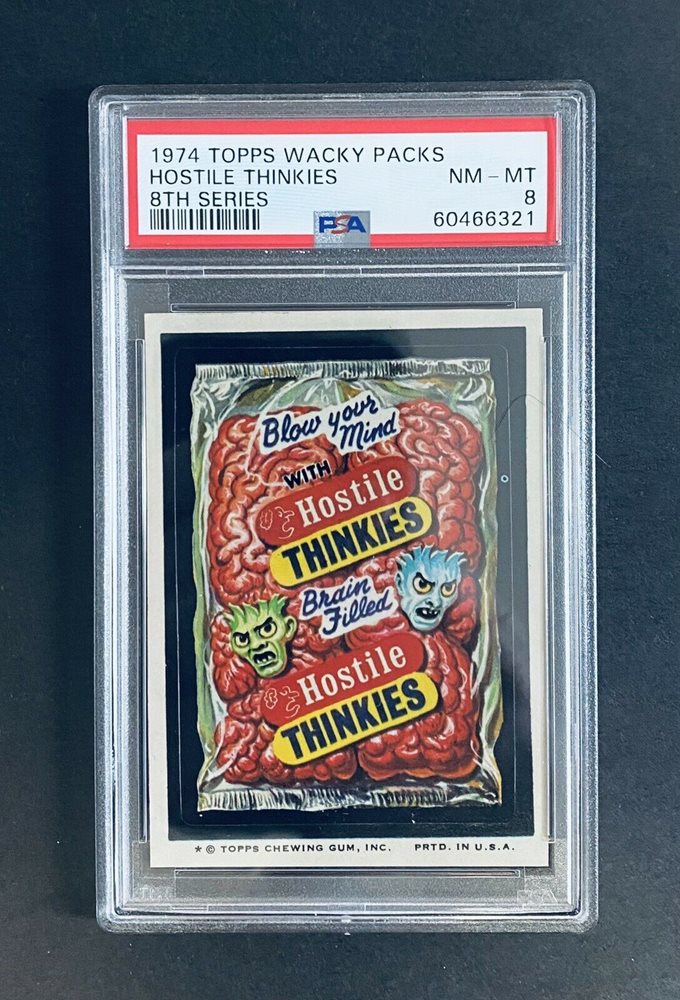 1974 TOPPS WACKY PACKS
HOSTILE THINKIES NM - MT
8TH SERIES 8
PSA 60466321
Blow your
Mind
WITH
Hostile
THINKIES
Brain
Filled
Hostile
THINKIES
* © TOPPS CHEWING GUM, INC. PRTD. IN U.S.A.